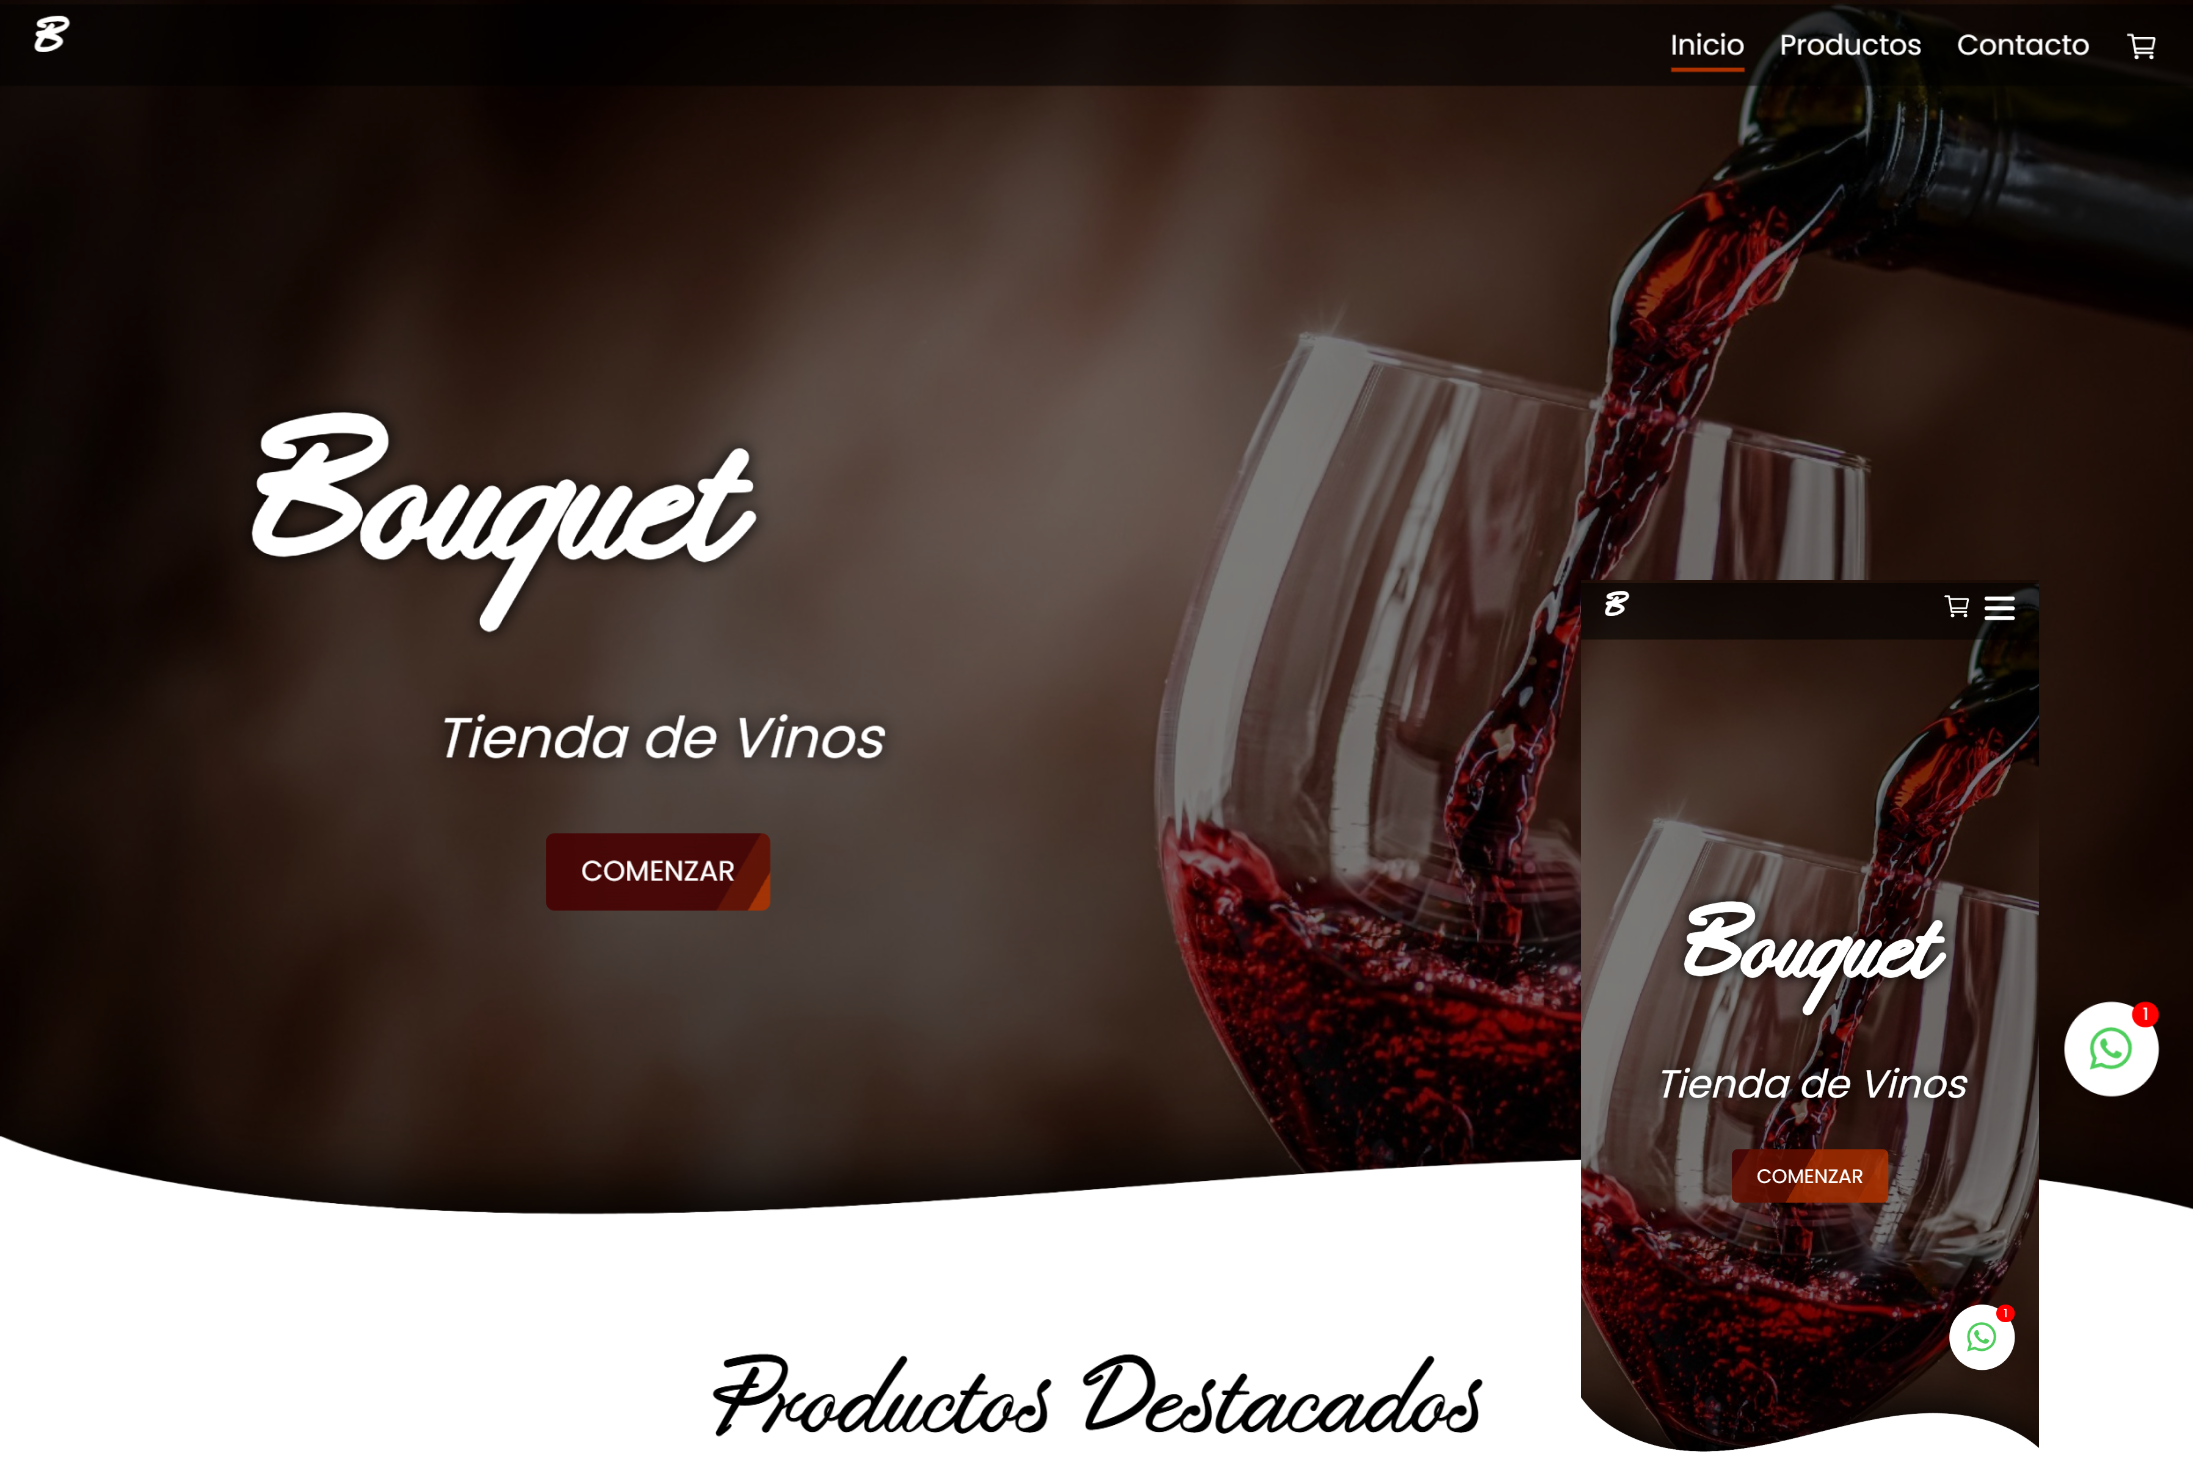 B
Inicio Productos Contacto
Bouquet
Tienda de Vinos
COMENZAR
B
Bouquet
Tienda de Vinos
COMENZAR
1
1
Productos Destacados